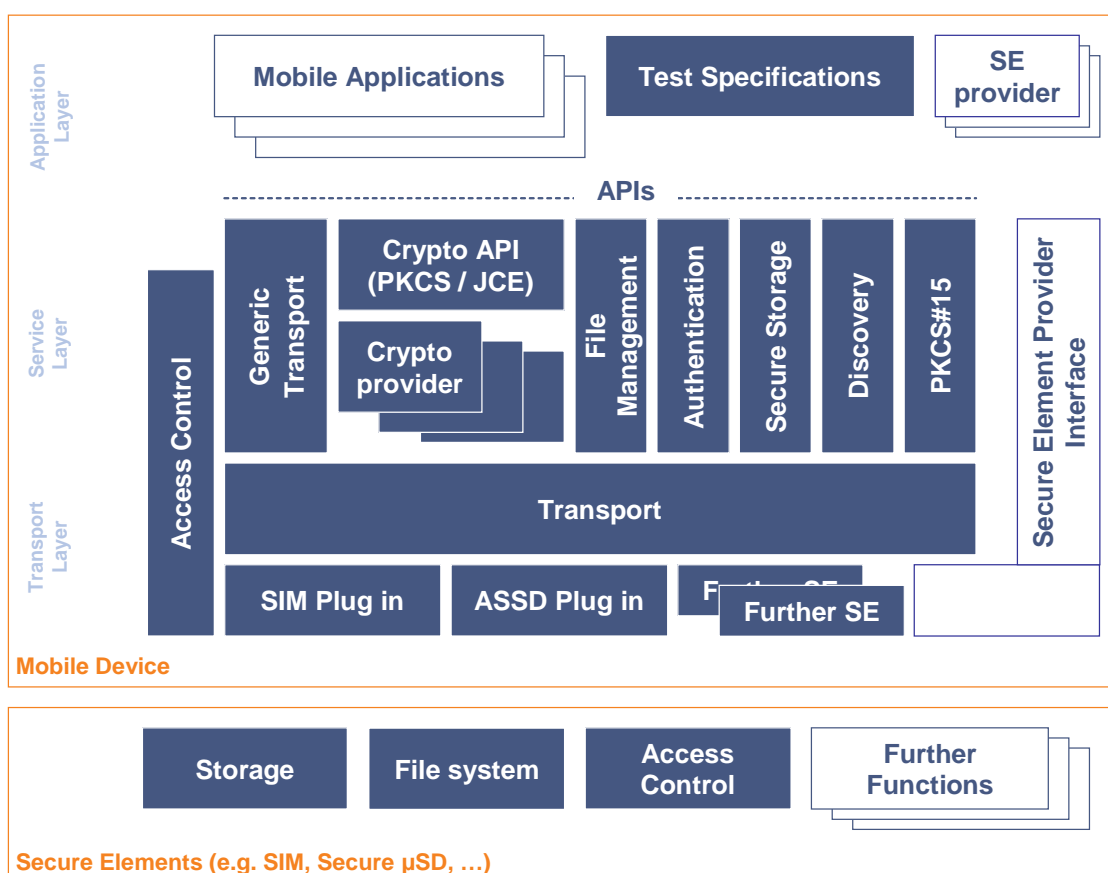 Application
Layer
Mobile Applications
Test Specifications
SE
provider
APIs
Service
Layer
Access Control
Generic
Transport
Crypto API
(PKCS / JCE)
Crypto
provider
File
Management
Authentication
Secure Storage
Discovery
PKCS#15
Secure Element Provider
Interface
Transport
Layer
Transport
SIM Plug in
ASSD Plug in
Further SE
Further SE
Mobile Device
Storage
File system
Access
Control
Further
Functions
Secure Elements (e.g. SIM, Secure µSD, …)